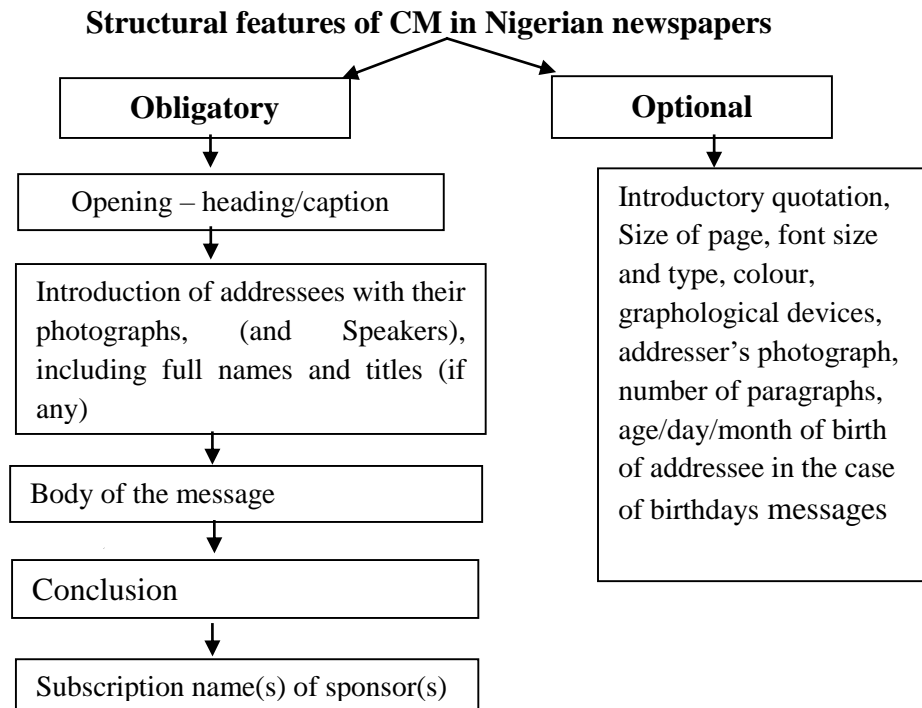 Structural features of CM in Nigerian newspapers
Obligatory
Optional
Opening – heading/caption
Introduction of addressees with their
photographs, (and Speakers),
including full names and titles (if
any)
Body of the message
Conclusion
Subscription name(s) of sponsor(s)
Introductory quotation,
Size of page, font size
and type, colour,
graphological devices,
addresser’s photograph,
number of paragraphs,
age/day/month of birth
of addressee in the case
of birthdays messages